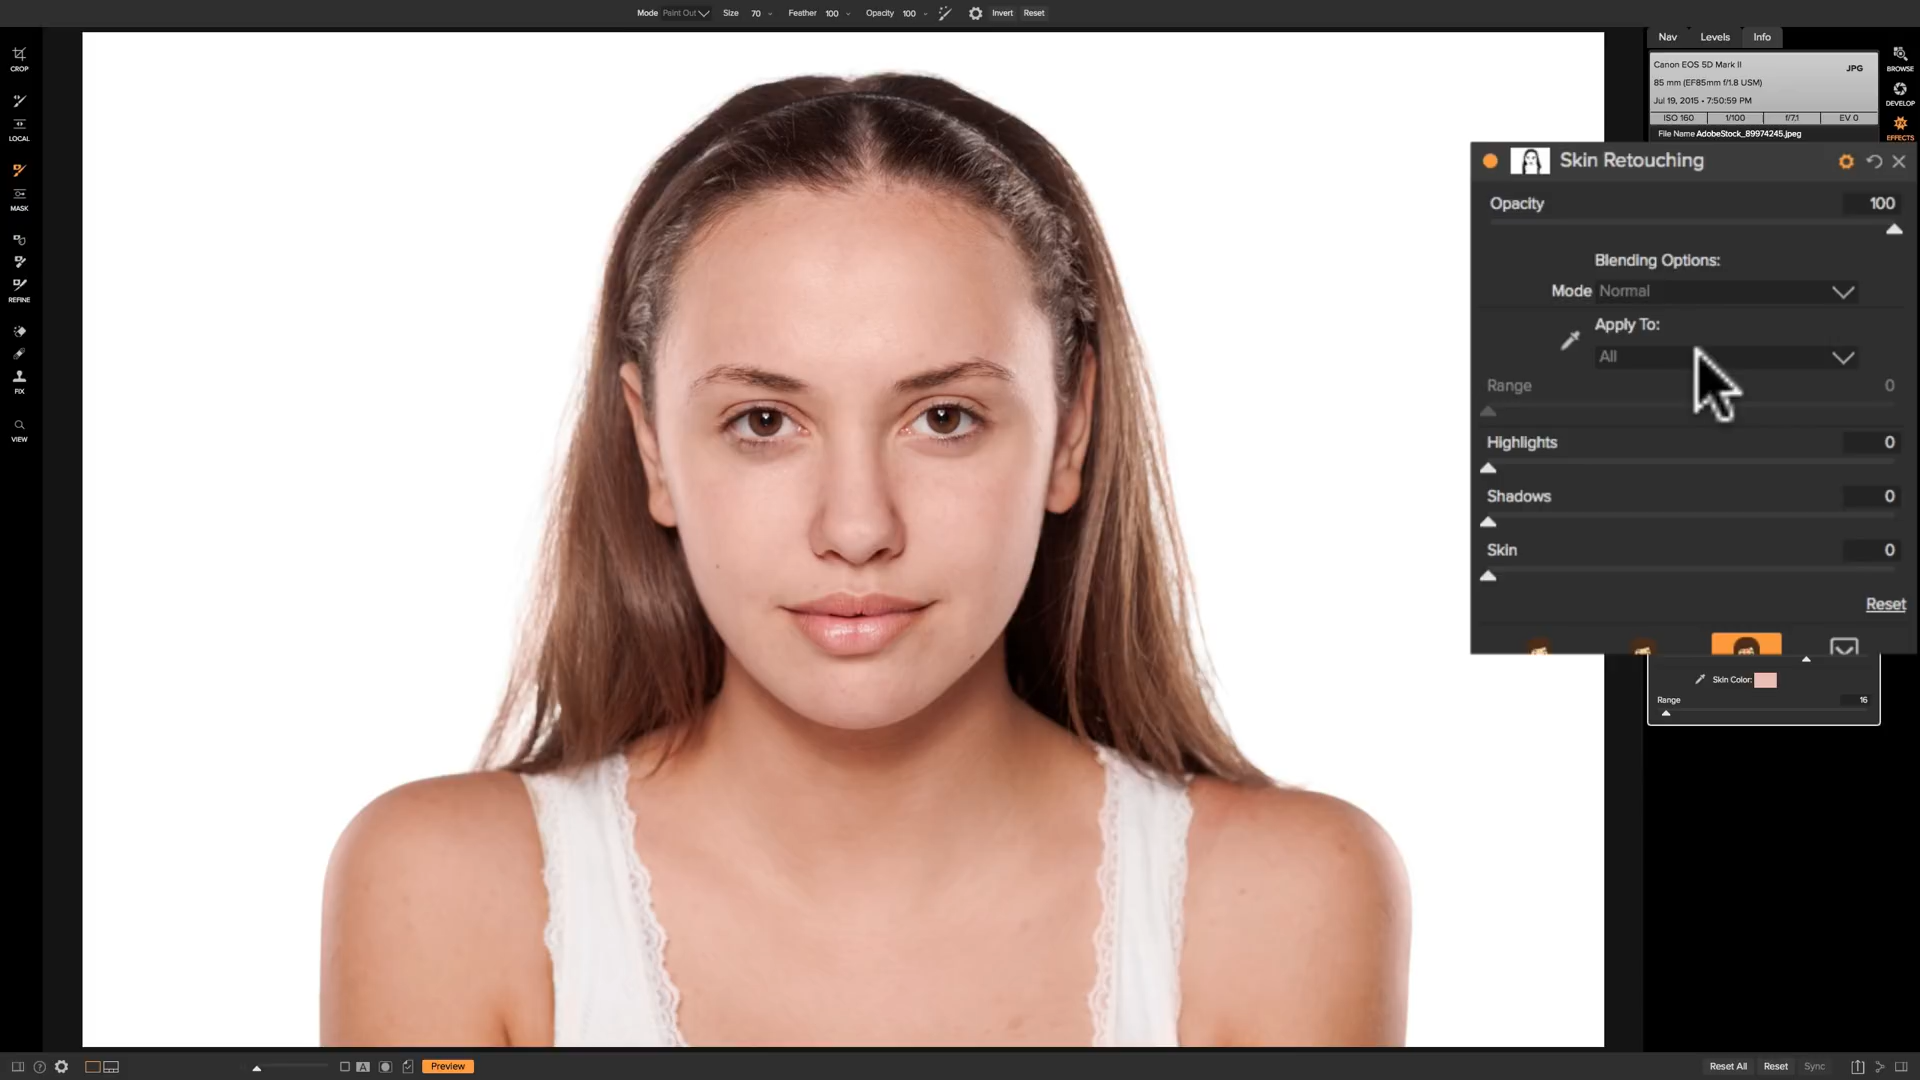 Mode Paint Out Size 70 Feather 100 Opacity 100 Invert Reset
CROP
LOCAL
MASK
REFINE
FIX
VIEW
Nav Levels Info
Canon EOS 5D Mark II JPG
85 mm (EF85mm f/1.8 USM)
Jul 19, 2015 • 7:50:59 PM
ISO 160 1/100 f/7.1 EV 0
File Name AdobeStock_89974245.jpeg
BROWSE
DEVELOP
FX
EFFECTS
Skin Retouching
Opacity 100
Blending Options:
Mode Normal
Apply To:
All
Range 0
Highlights 0
Shadows 0
Skin 0
Reset
Skin Color:
Range 16
? A Preview
Reset All Reset Sync